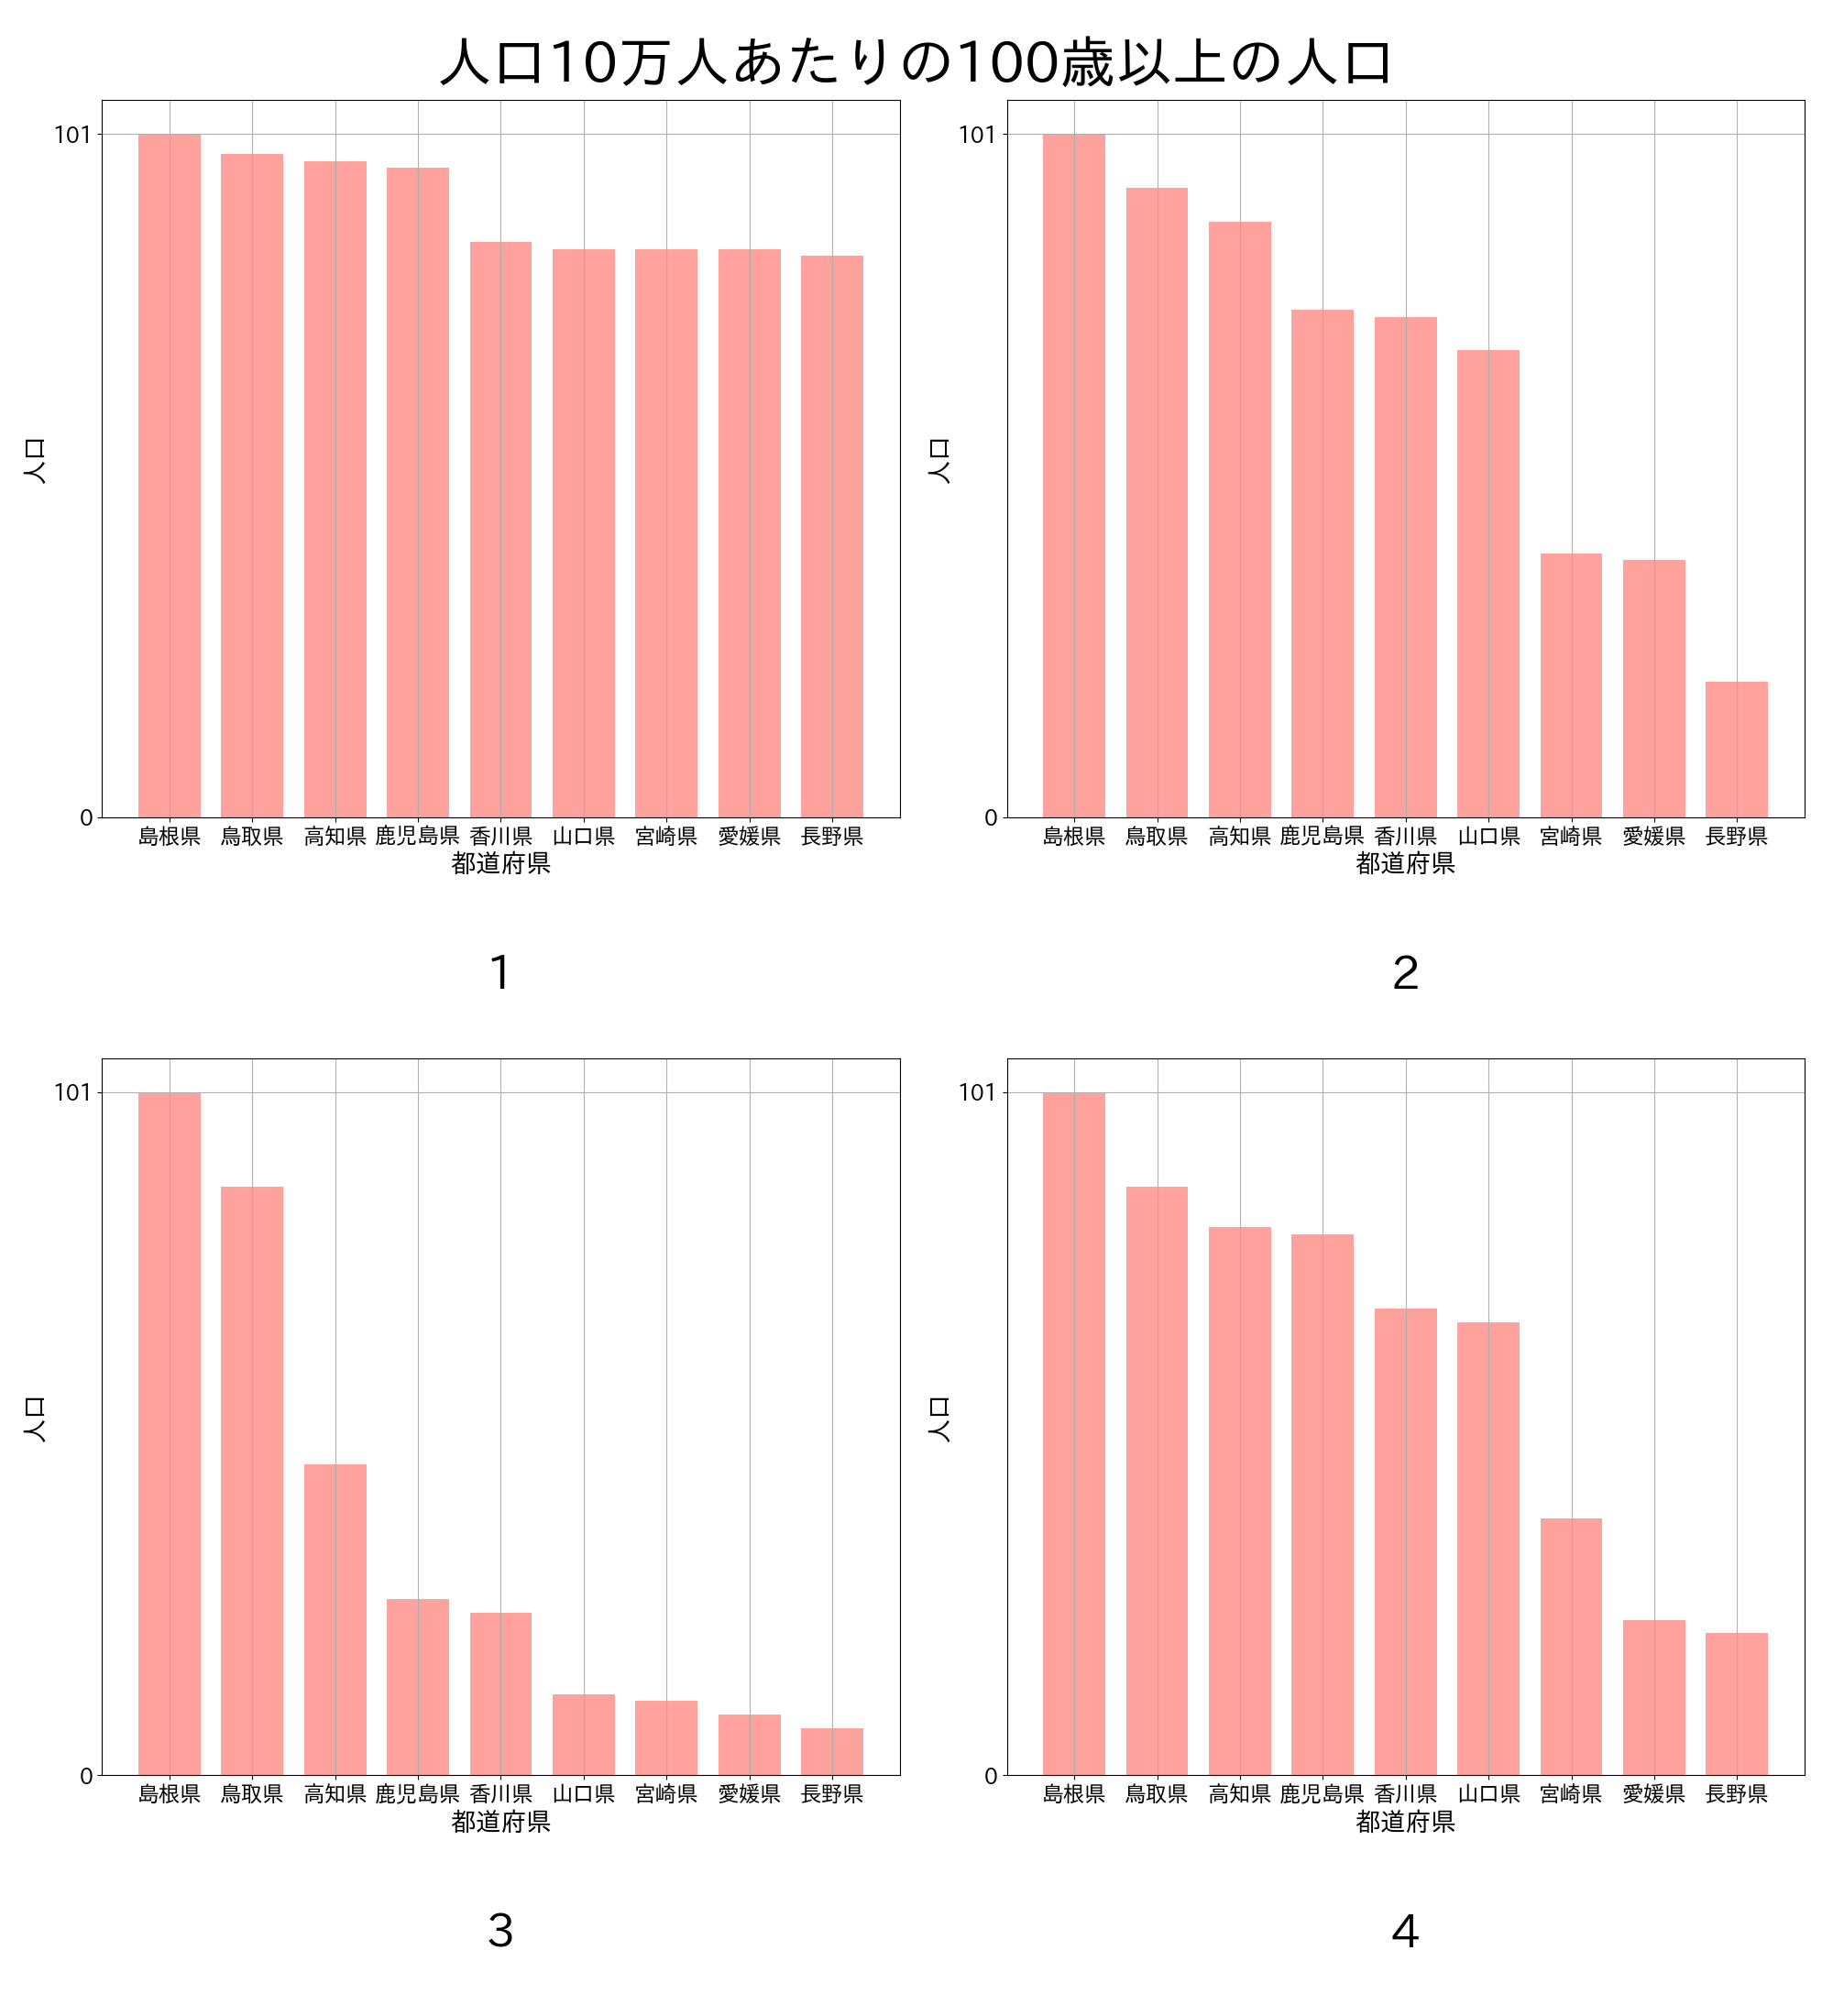 人口10万人あたりの100歳以上の人口
101
0
人口
島根県 鳥取県 高知県 鹿児島県 香川県 山口県 宮崎県 愛媛県 長野県
都道府県
1
101
0
人口
島根県 鳥取県 高知県 鹿児島県 香川県 山口県 宮崎県 愛媛県 長野県
都道府県
2
101
0
人口
島根県 鳥取県 高知県 鹿児島県 香川県 山口県 宮崎県 愛媛県 長野県
都道府県
3
101
0
人口
島根県 鳥取県 高知県 鹿児島県 香川県 山口県 宮崎県 愛媛県 長野県
都道府県
4